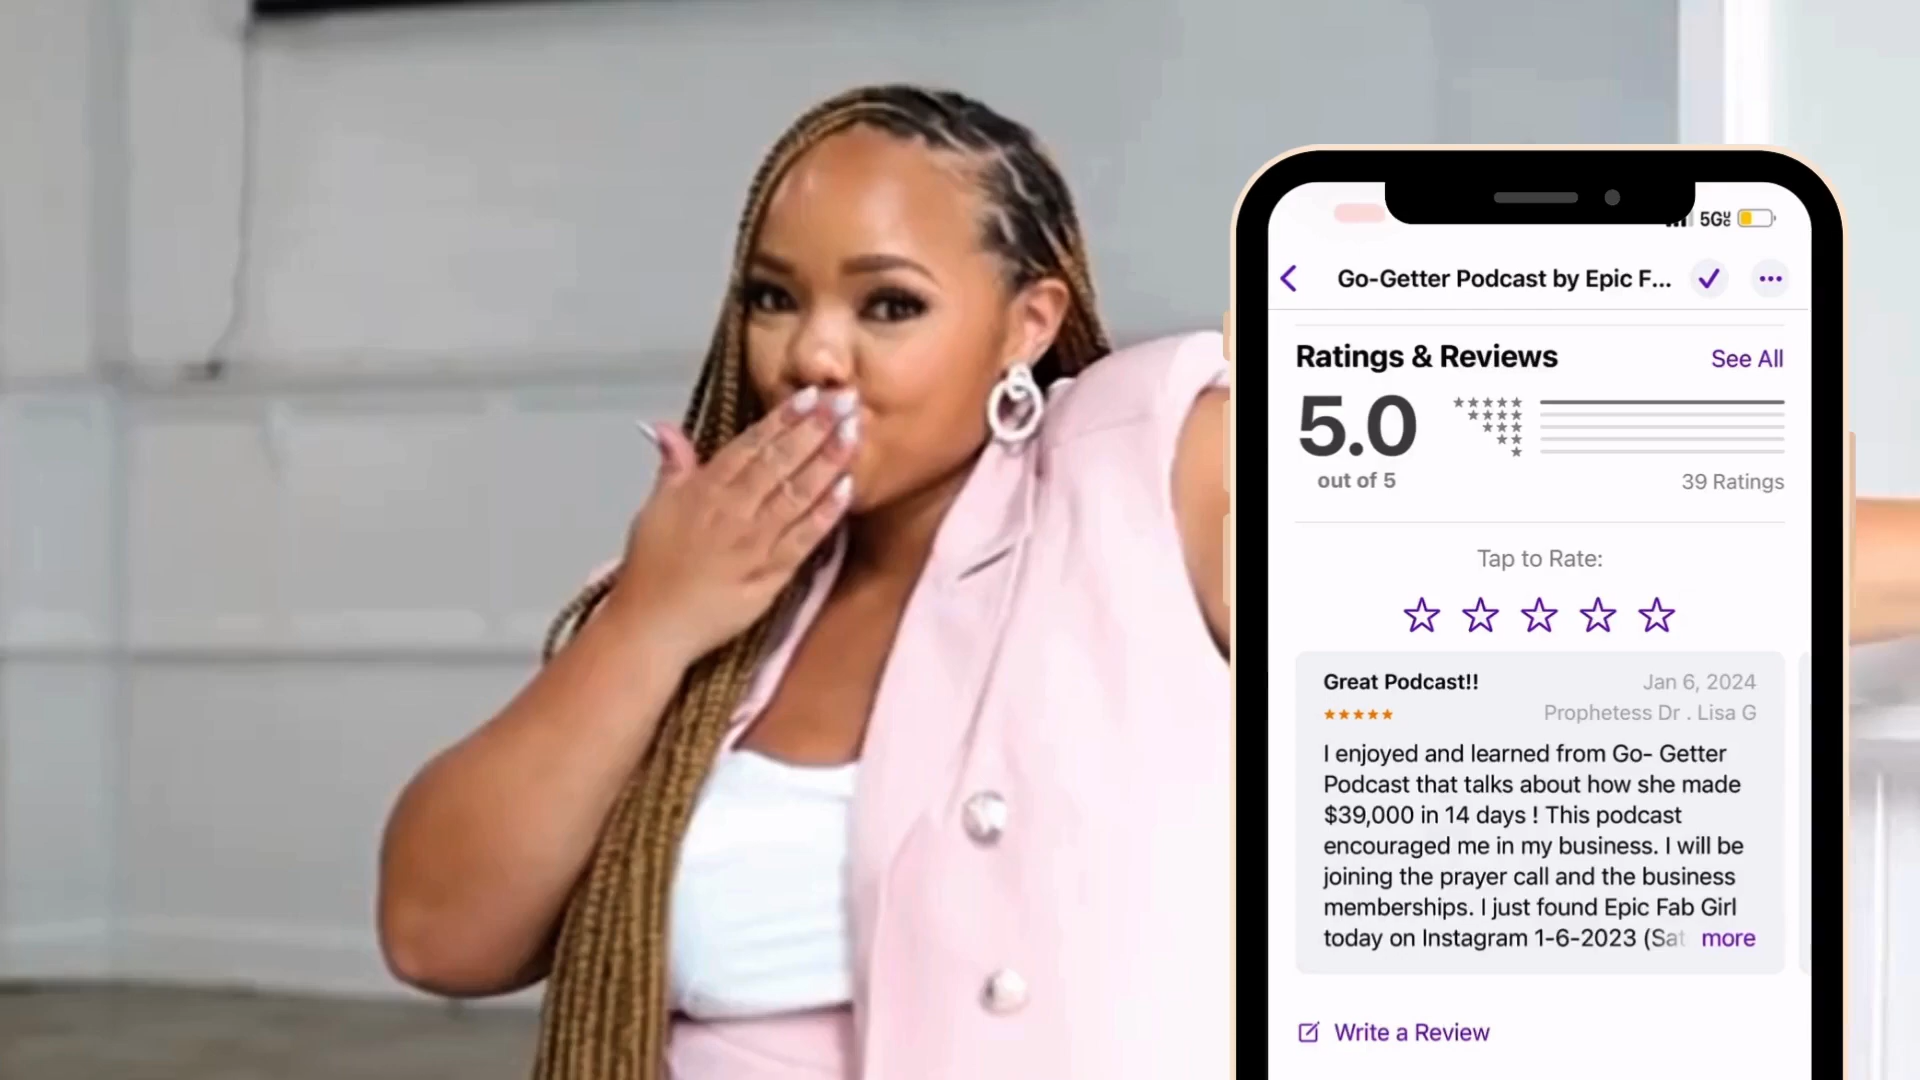 5G UC
Go-Getter Podcast by Epic F...
Ratings & Reviews
See All
5.0
out of 5
39 Ratings
Tap to Rate:
Great Podcast!!
Jan 6, 2024
Prophetess Dr . Lisa G
I enjoyed and learned from Go- Getter
Podcast that talks about how she made
$39,000 in 14 days ! This podcast
encouraged me in my business. I will be
joining the prayer call and the business
memberships. I just found Epic Fab Girl
today on Instagram 1-6-2023 (Sat more
Write a Review